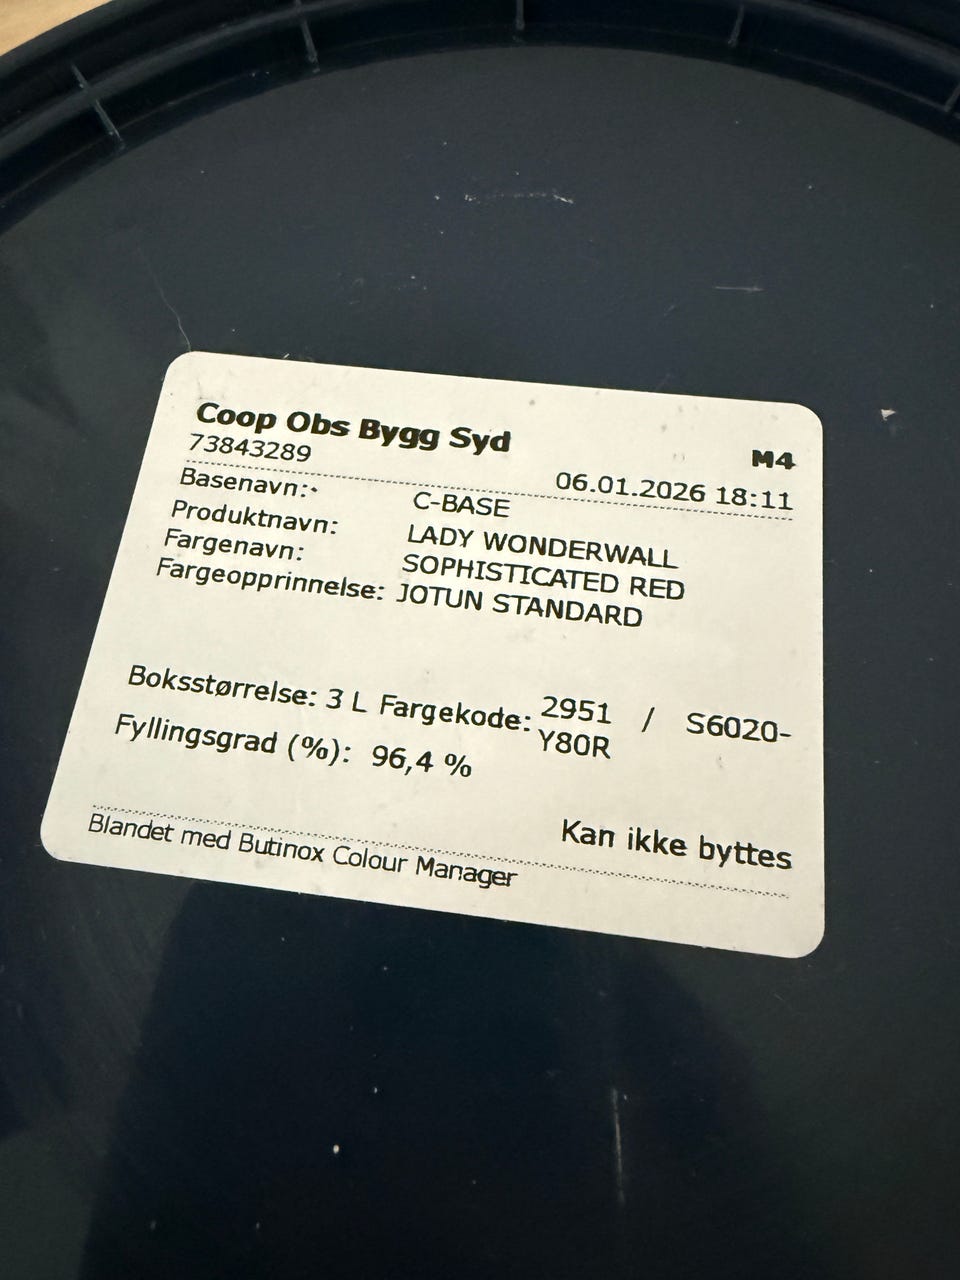 Coop Obs Bygg Syd
M4
73843289
06.01.2026 18:11
Basenavn: C-BASE
Produktnavn: LADY WONDERWALL
Fargenavn: SOPHISTICATED RED
Fargeopprinnelse: JOTUN STANDARD
Boksstørrelse: 3 L Fargekode: 2951 / S6020-
Y80R
Fyllingsgrad (%): 96,4 %
Kan ikke byttes
Blandet med Butinox Colour Manager